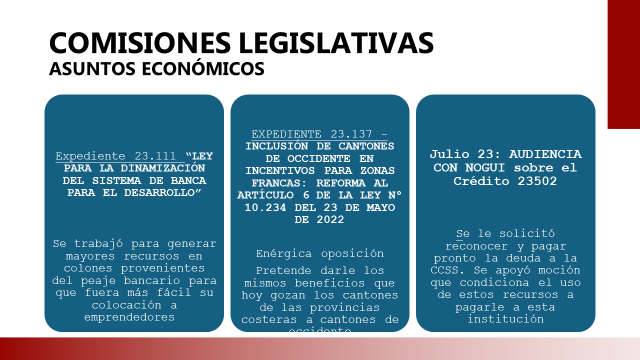 COMISIONES LEGISLATIVAS
ASUNTOS ECONÓMICOS
Expediente 23.111 “LEY
PARA LA DINAMIZACIÓN
DEL SISTEMA DE BANCA
PARA EL DESARROLLO”
Se trabajó para generar
mayores recursos en
colones provenientes
del peaje bancario para
que fuera más fácil su
colocación a
emprendedores
EXPEDIENTE 23.137 –
INCLUSIÓN DE CANTONES
DE OCCIDENTE EN
INCENTIVOS PARA ZONAS
FRANCAS: REFORMA AL
ARTÍCULO 6 DE LA LEY N°
10.234 DEL 23 DE MAYO
DE 2022
Enérgica oposición
Pretende darle los
mismos beneficios que
hoy gozan los cantones
de las provincias
costeras a cantones de
occidente
Julio 23: AUDIENCIA
CON NOGUI sobre el
Crédito 23502
Se le solicitó
reconocer y pagar
pronto la deuda a la
CCSS. Se apoyó moción
que condiciona el uso
de estos recursos a
pagarle a esta
institución